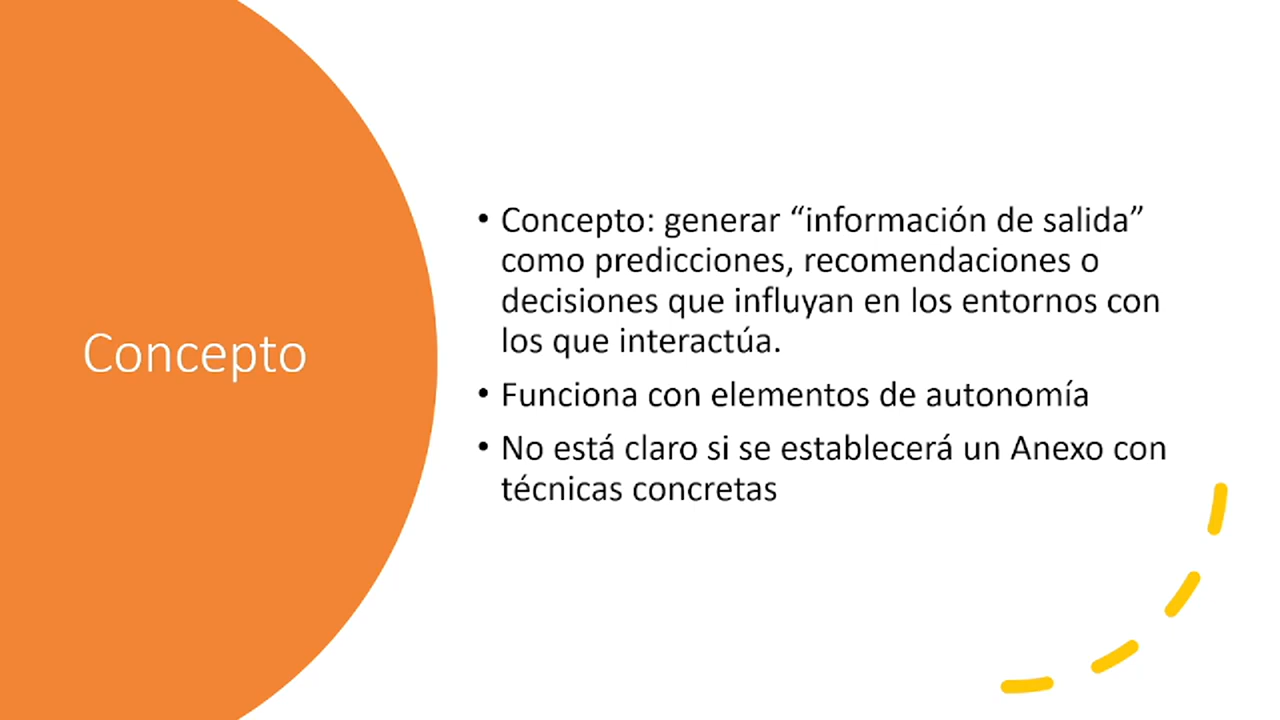 Concepto
• Concepto: generar “información de salida”
como predicciones, recomendaciones o
decisiones que influyan en los entornos con
los que interactúa.
• Funciona con elementos de autonomía
• No está claro si se establecerá un Anexo con
técnicas concretas